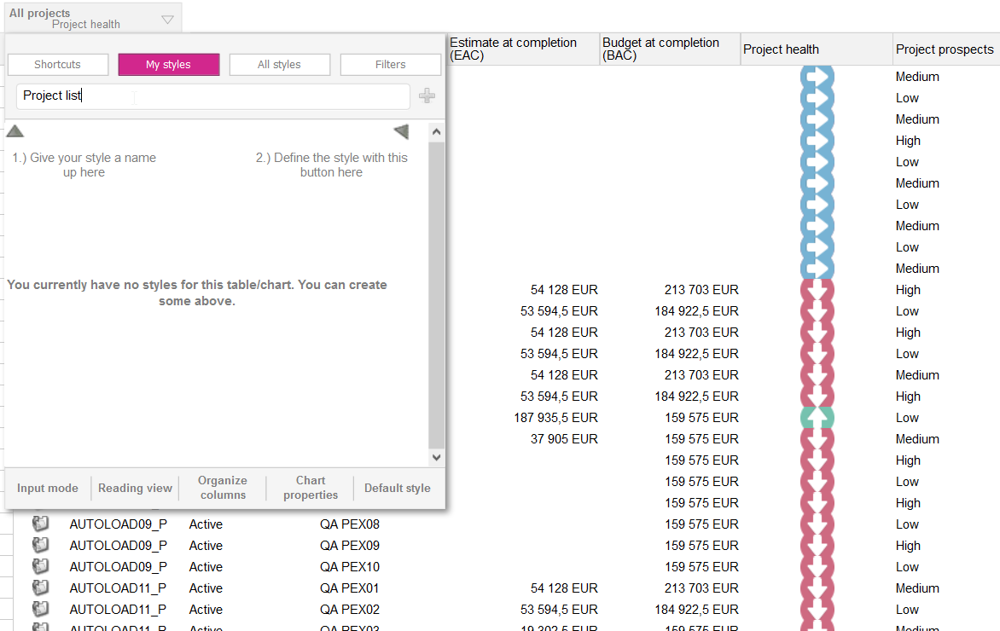 All projects
Project health
Shortcuts My styles All styles Filters
Project list
1.) Give your style a name
up here
2.) Define the style with this
button here
You currently have no styles for this table/chart. You can create
some above.
Input mode Reading view Organize
columns Chart
properties Default style
Estimate at completion
(EAC) Budget at completion
(BAC) Project health Project prospects
Medium
Low
Medium
High
Low
Medium
Low
Medium
Low
Medium
54 128 EUR 213 703 EUR High
53 594,5 EUR 184 922,5 EUR Low
54 128 EUR 213 703 EUR High
53 594,5 EUR 184 922,5 EUR Low
54 128 EUR 213 703 EUR Medium
53 594,5 EUR 184 922,5 EUR High
187 935,5 EUR 159 575 EUR Low
37 905 EUR 159 575 EUR Medium
159 575 EUR High
159 575 EUR Low
159 575 EUR High
AUTOLOAD09_P Active QA PEX08 159 575 EUR Low
AUTOLOAD09_P Active QA PEX09 159 575 EUR High
AUTOLOAD09_P Active QA PEX10 159 575 EUR Low
AUTOLOAD11_P Active QA PEX01 54 128 EUR 213 703 EUR Medium
AUTOLOAD11_P Active QA PEX02 53 594,5 EUR 184 922,5 EUR Low
AUTOLOAD11_P Active QA PEX03 19 302,5 EUR 159 575 EUR Medium